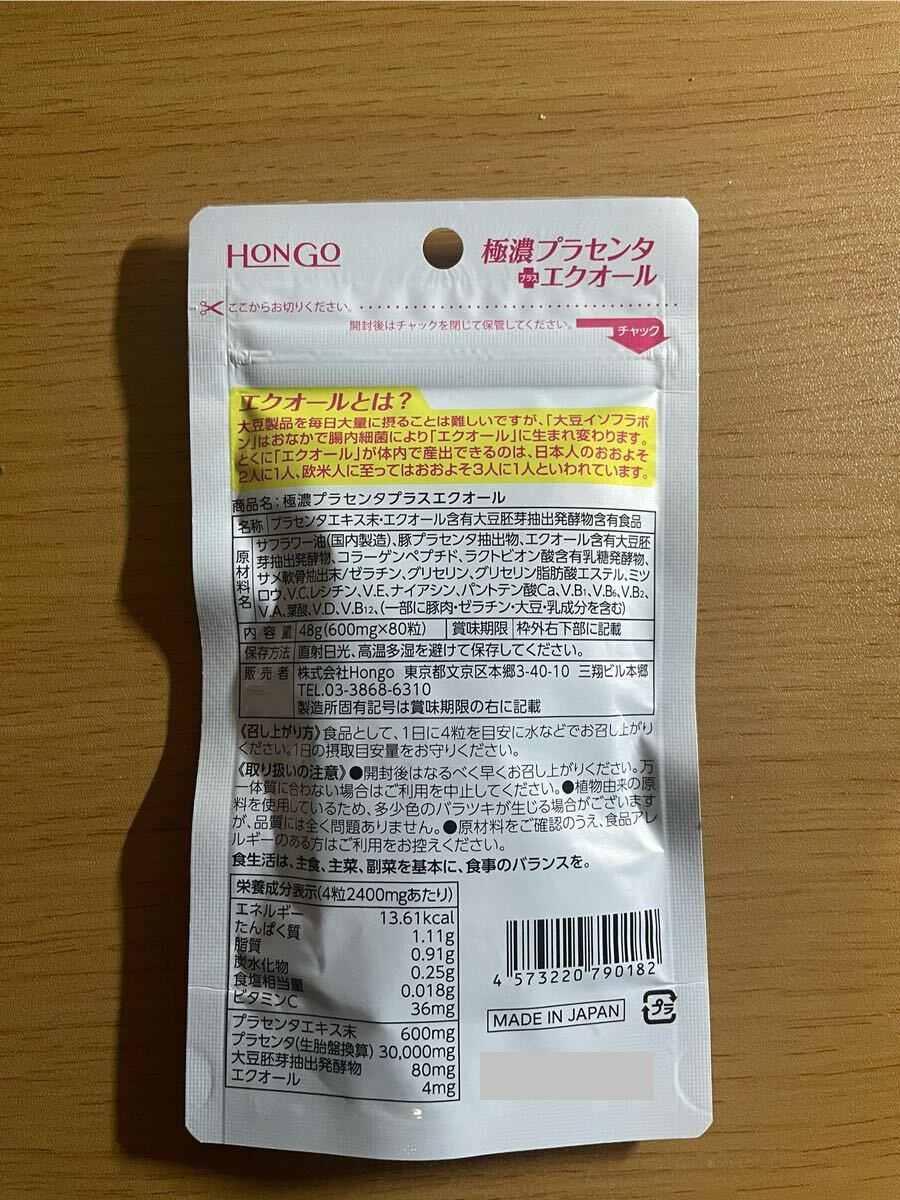 HONGO
極濃プラセンタ
プラス エクオール
ここからお切りください。
開封後はチャックを閉じて保管してください。
チャック
エクオールとは?
大豆製品を毎日大量に摂ることは難しいですが、「大豆イソフラボ
ン」はおなかで腸内細菌により「エクオール」に生まれ変わります。
とくに「エクオール」が体内で産出できるのは、日本人のおおよそ
2人に1人、欧米人に至ってはおおよそ3人に1人といわれています。
商品名:極濃プラセンタプラスエクオール
名称 プラセンタエキス末・エクオール含有大豆胚芽抽出発酵物含有食品
原材料名 サフラワー油(国内製造)、豚プラセンタ抽出物、エクオール含有大豆胚
芽抽出発酵物、コラーゲンペプチド、ラクトビオン酸含有乳糖発酵物、
サメ軟骨抽出末/ゼラチン、グリセリン、グリセリン脂肪酸エステル、ミツ
ロウ、V.C、レシチン、V.E、ナイアシン、パントテン酸Ca、V.B1、V.B6、V.B2、
V.A、葉酸、V.D、V.B12、(一部に豚肉・ゼラチン・大豆・乳成分を含む)
内容量 48g(600mg×80粒) 賞味期限 枠外右下部に記載
保存方法 直射日光、高温多湿を避けて保存してください。
販売者 株式会社Hongo 東京都文京区本郷3-40-10 三翔ビル本郷
TEL.03-3868-6310
製造所固有記号は賞味期限の右に記載
《召し上がり方》食品として、1日に4粒を目安に水などでお召し上がり
ください。1日の摂取目安量をお守りください。
《取り扱いの注意》●開封後はなるべく早くお召し上がりください。万
一体質に合わない場合はご利用を中止してください。●植物由来の原
料を使用しているため、多少色のバラツキが生じる場合がございます
が、品質には全く問題ありません。●原材料をご確認のうえ、食品アレ
ルギーのある方はご利用をお控えください。
食生活は、主食、主菜、副菜を基本に、食事のバランスを。
栄養成分表示(4粒2400mgあたり)
エネルギー 13.61kcal
たんぱく質 1.11g
脂質 0.91g
炭水化物 0.25g
食塩相当量 0.018g
ビタミンC 36mg
プラセンタエキス末 600mg
プラセンタ(生胎盤換算) 30,000mg
大豆胚芽抽出発酵物 80mg
エクオール 4mg
4 573220 790182
MADE IN JAPAN
プラ